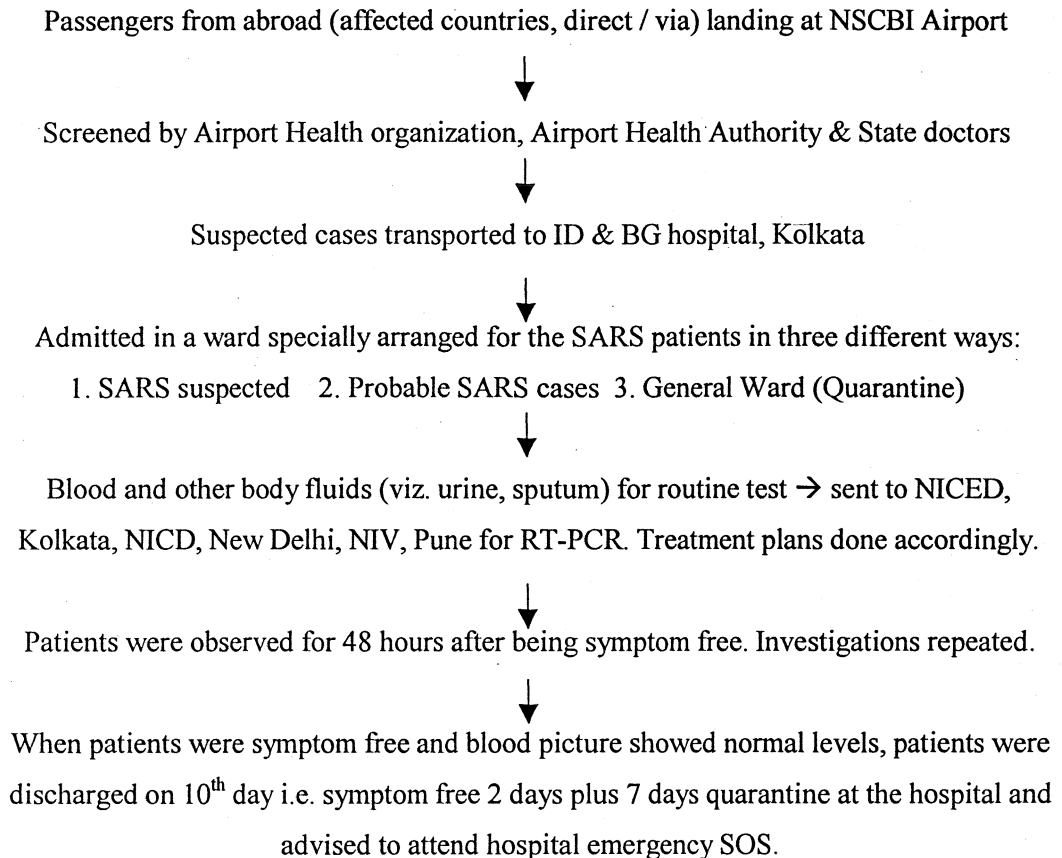 Passengers from abroad (affected countries, direct / via) landing at NSCBI Airport
Screened by Airport Health organization, Airport Health Authority & State doctors
Suspected cases transported to ID & BG hospital, Kolkata
Admitted in a ward specially arranged for the SARS patients in three different ways:
1. SARS suspected 2. Probable SARS cases 3. General Ward (Quarantine)
Blood and other body fluids (viz. urine, sputum) for routine test → sent to NICED,
Kolkata, NICD, New Delhi, NIV, Pune for RT-PCR. Treatment plans done accordingly.
Patients were observed for 48 hours after being symptom free. Investigations repeated.
When patients were symptom free and blood picture showed normal levels, patients were
discharged on 10th day i.e. symptom free 2 days plus 7 days quarantine at the hospital and
advised to attend hospital emergency SOS.